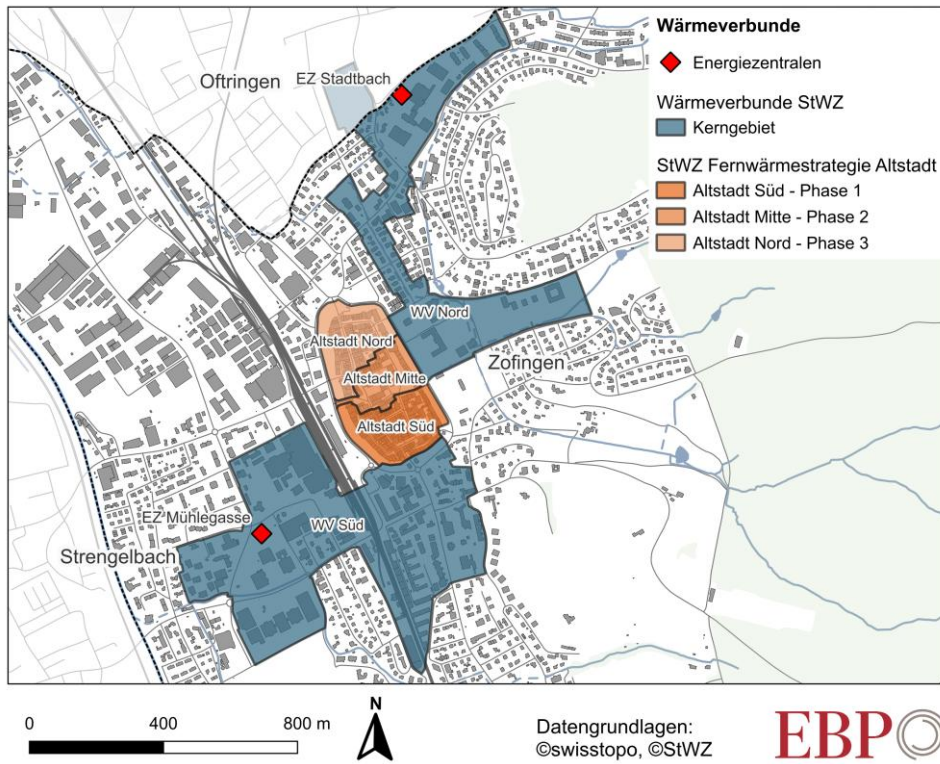 Oftringen
EZ Stadtbach
WV Nord
Altstadt Nord
Altstadt Mitte
Zofingen
Altstadt Süd
EZ Mühlegasse
WV Süd
Strengelbach
Wärmeverbunde
Energiezentralen
Wärmeverbunde StWZ
Kerngebiet
StWZ Fernwärmestrategie Altstadt
Altstadt Süd - Phase 1
Altstadt Mitte - Phase 2
Altstadt Nord - Phase 3
0 400 800 m
N
Datengrundlagen:
©swisstopo, ©StWZ
EBP